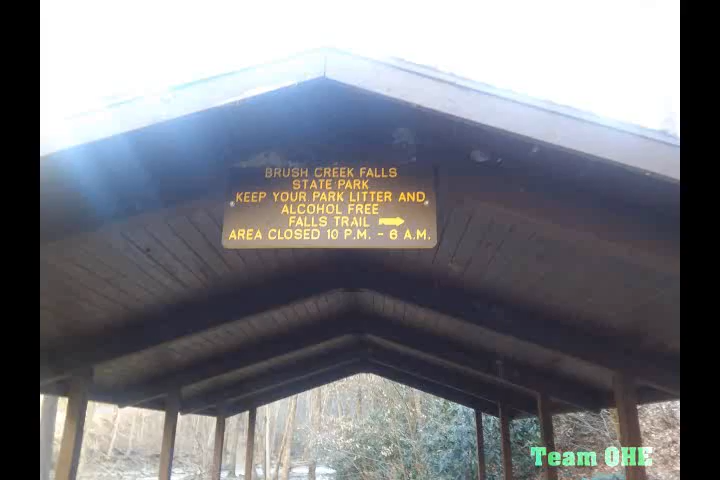 BRUSH CREEK FALLS
STATE PARK
KEEP YOUR PARK LITTER AND
ALCOHOL FREE
FALLS TRAIL
AREA CLOSED 10 P.M. - 6 A.M.
Team OHE